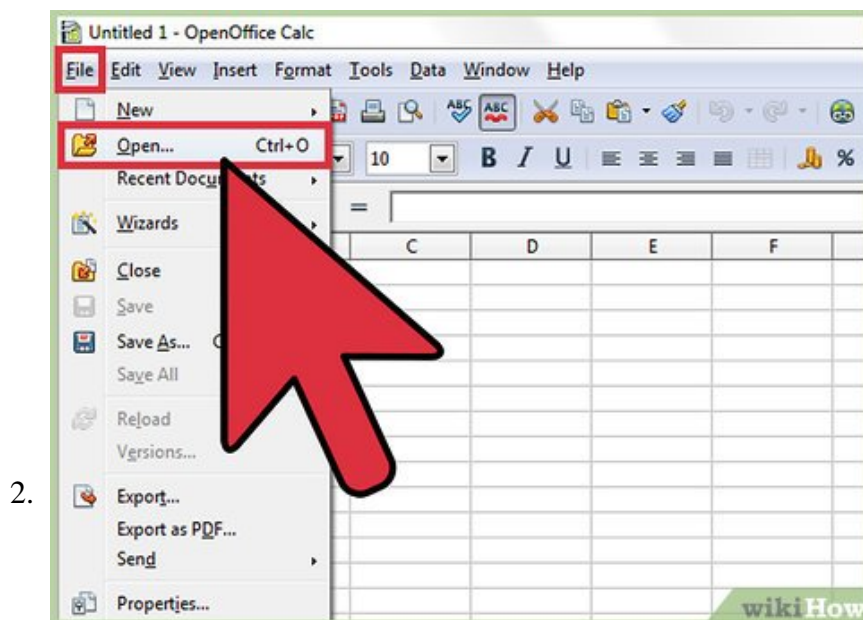 Untitled 1 - OpenOffice Calc
File Edit View Insert Format Tools Data Window Help
New
Open... Ctrl+O
10 B I U %
Recent
Wizards
=
C D E F
Close
Save
Save As...
Save All
Reload
Versions...
2.
Export...
Export as PDF...
Send
Properties...
wikiHow